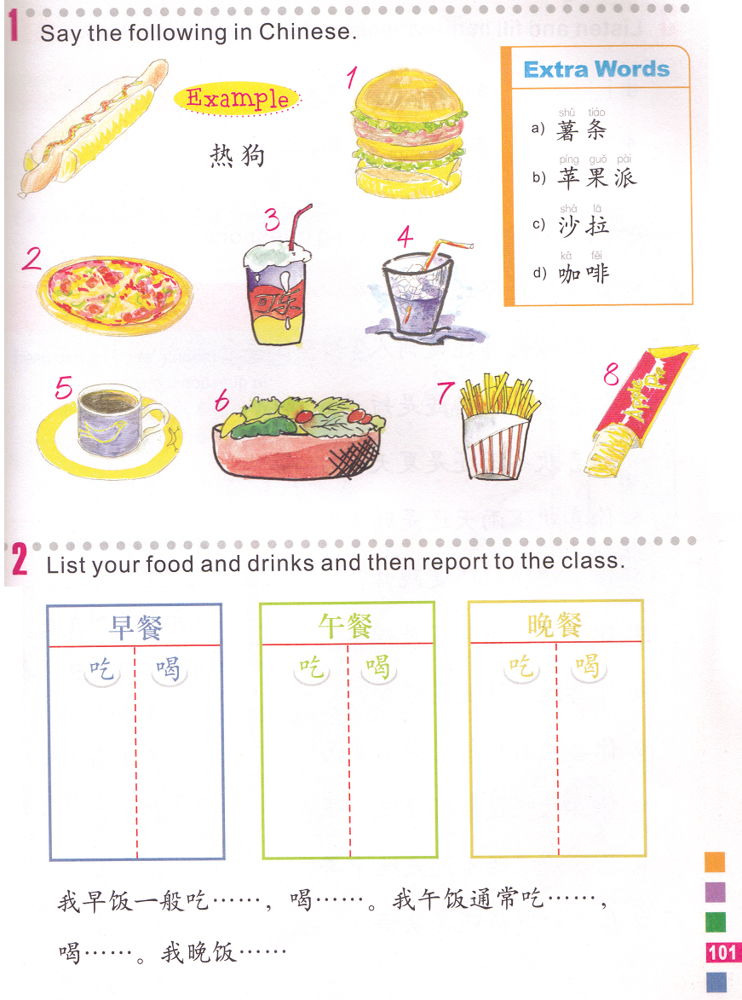 1 Say the following in Chinese.
Example
热狗
1
Extra Words
shǔ tiáo
a) 薯条
píng guǒ pài
b) 苹果派
shā lā
c) 沙拉
kā fēi
d) 咖啡
2
3
可乐
4
5
6
7
8
Apple Pie
2 List your food and drinks and then report to the class.
早餐
吃 喝
午餐
吃 喝
晚餐
吃 喝
我早饭一般吃……，喝……。我午饭通常吃……，
喝……。我晚饭……
101